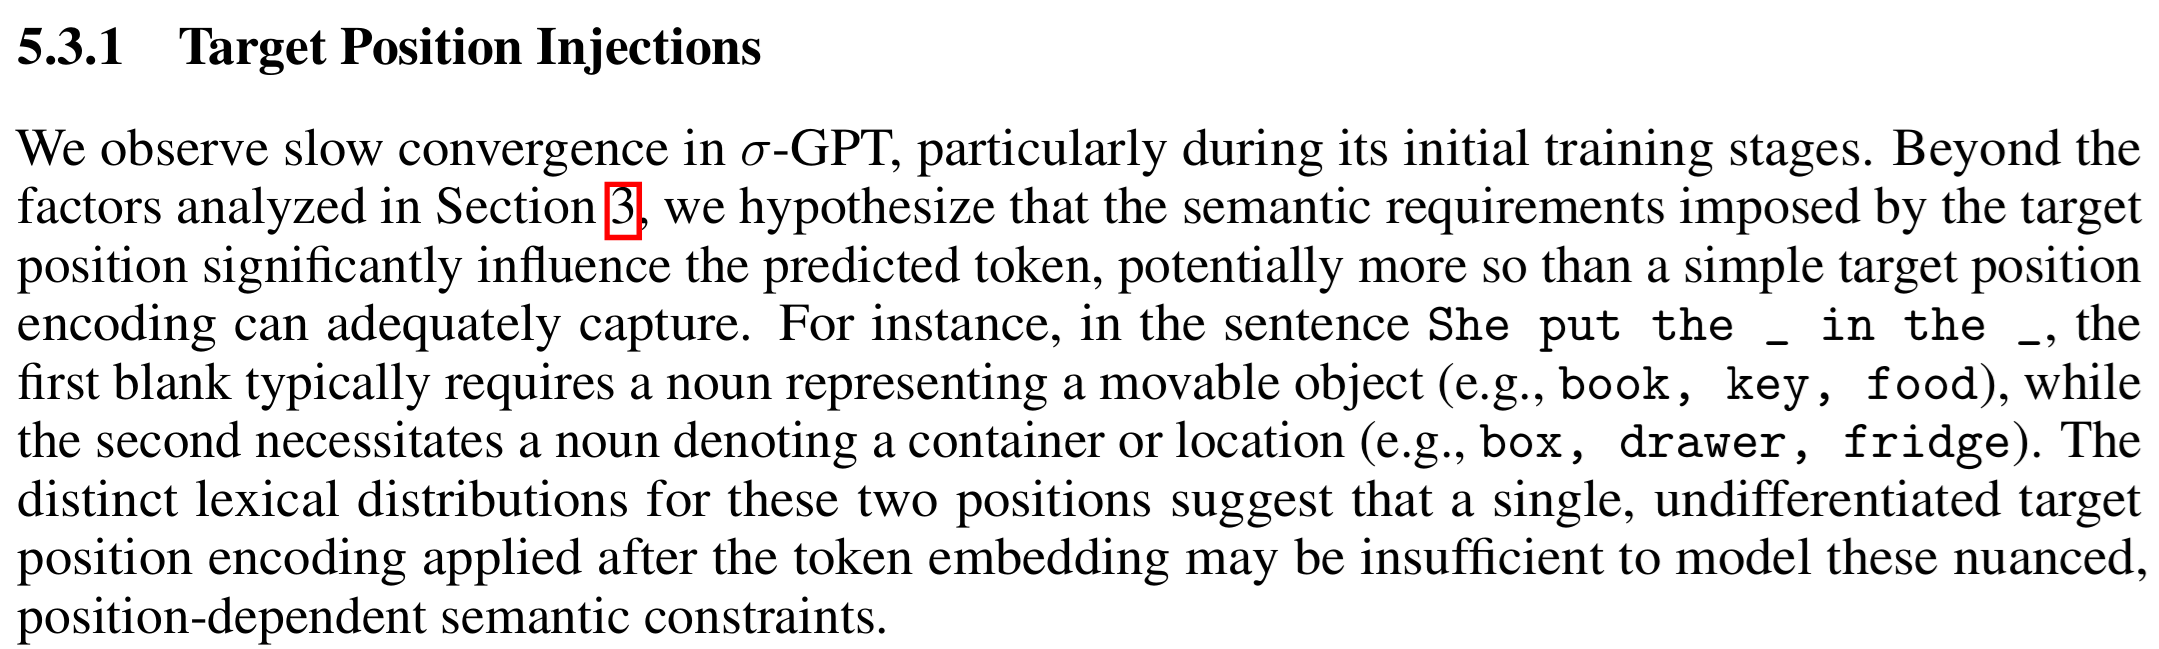 5.3.1 Target Position Injections
We observe slow convergence in σ-GPT, particularly during its initial training stages. Beyond the
factors analyzed in Section 3, we hypothesize that the semantic requirements imposed by the target
position significantly influence the predicted token, potentially more so than a simple target position
encoding can adequately capture. For instance, in the sentence She put the _ in the _, the
first blank typically requires a noun representing a movable object (e.g., book, key, food), while
the second necessitates a noun denoting a container or location (e.g., box, drawer, fridge). The
distinct lexical distributions for these two positions suggest that a single, undifferentiated target
position encoding applied after the token embedding may be insufficient to model these nuanced,
position-dependent semantic constraints.